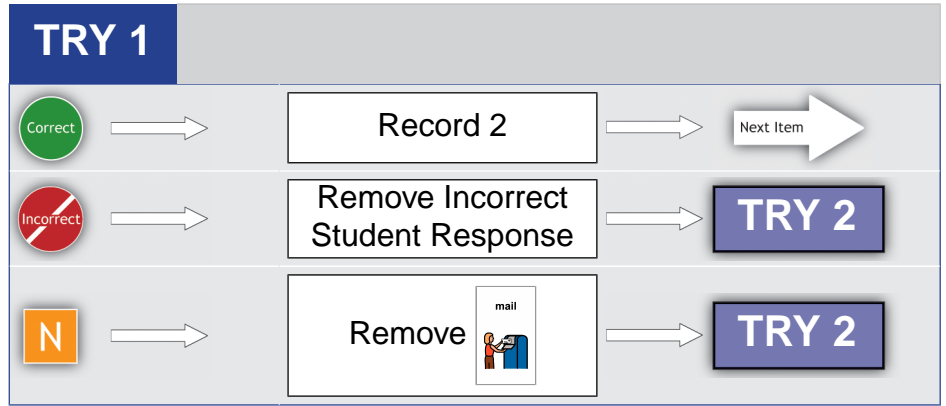 TRY 1
Correct
Record 2
Next Item
Incorrect
Remove Incorrect
Student Response
TRY 2
N
Remove
mail
TRY 2